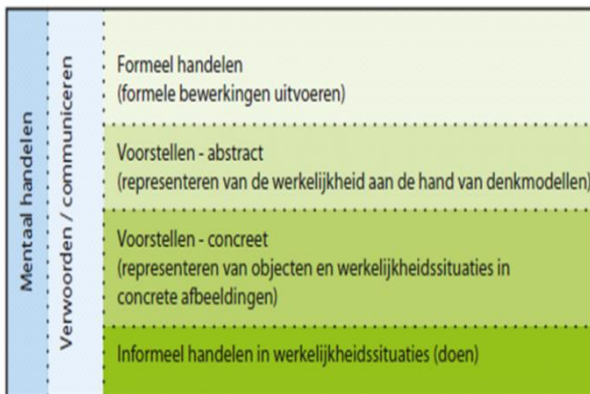 Mentaal handelen
Verwoorden / communiceren
Formeel handelen
(formele bewerkingen uitvoeren)
Voorstellen - abstract
(representeren van de werkelijkheid aan de hand van denkmodellen)
Voorstellen - concreet
(representeren van objecten en werkelijkheidssituaties in
concrete afbeeldingen)
Informeel handelen in werkelijkheidssituaties (doen)